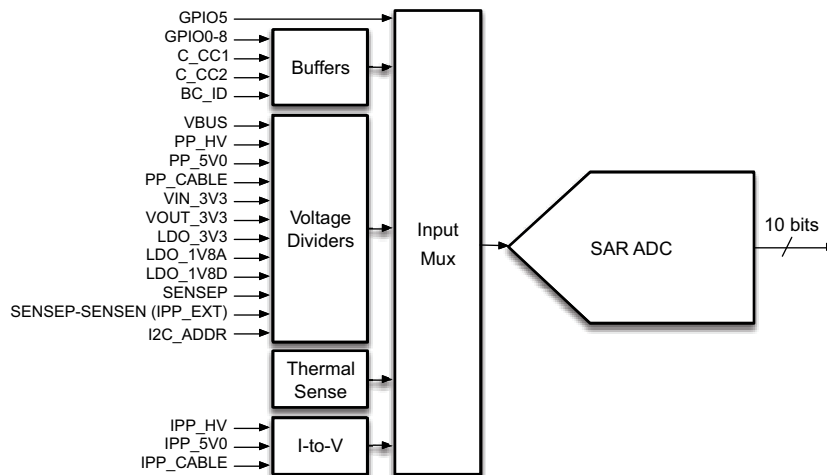 GPIO5
GPIO0-8
C_CC1
C_CC2
BC_ID
Buffers
VBUS
PP_HV
PP_5V0
PP_CABLE
VIN_3V3
VOUT_3V3
LDO_3V3
LDO_1V8A
LDO_1V8D
SENSEP
SENSEP-SENSEN (IPP_EXT)
I2C_ADDR
Voltage
Dividers
Thermal
Sense
IPP_HV
IPP_5V0
IPP_CABLE
I-to-V
Input
Mux
SAR ADC
10 bits